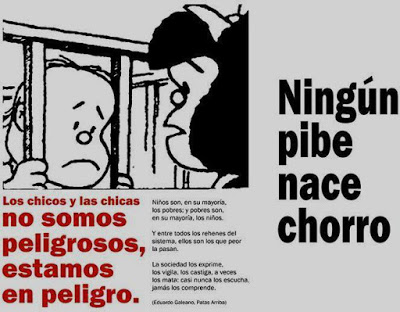 Los chicos y las chicas
no somos
peligrosos,
estamos
en peligro.
Niños son, en su mayoría,
los pobres; y pobres son,
en su mayoría, los niños.
Y entre todos los rehenes del
sistema, ellos son los que peor
la pasan.
La sociedad los exprime,
los vigila, los castiga, a veces
los mata: casi nunca los escucha,
jamás los comprende.
(Eduardo Galeano, Patas Arriba)
Ningún
pibe
nace
chorro